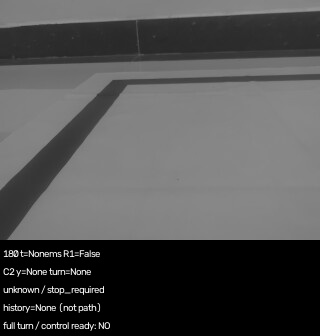 180 t=Nonems R1=False
C2 y=None turn=None
unknown / stop_required
history=None (not path)
full turn / control ready: NO